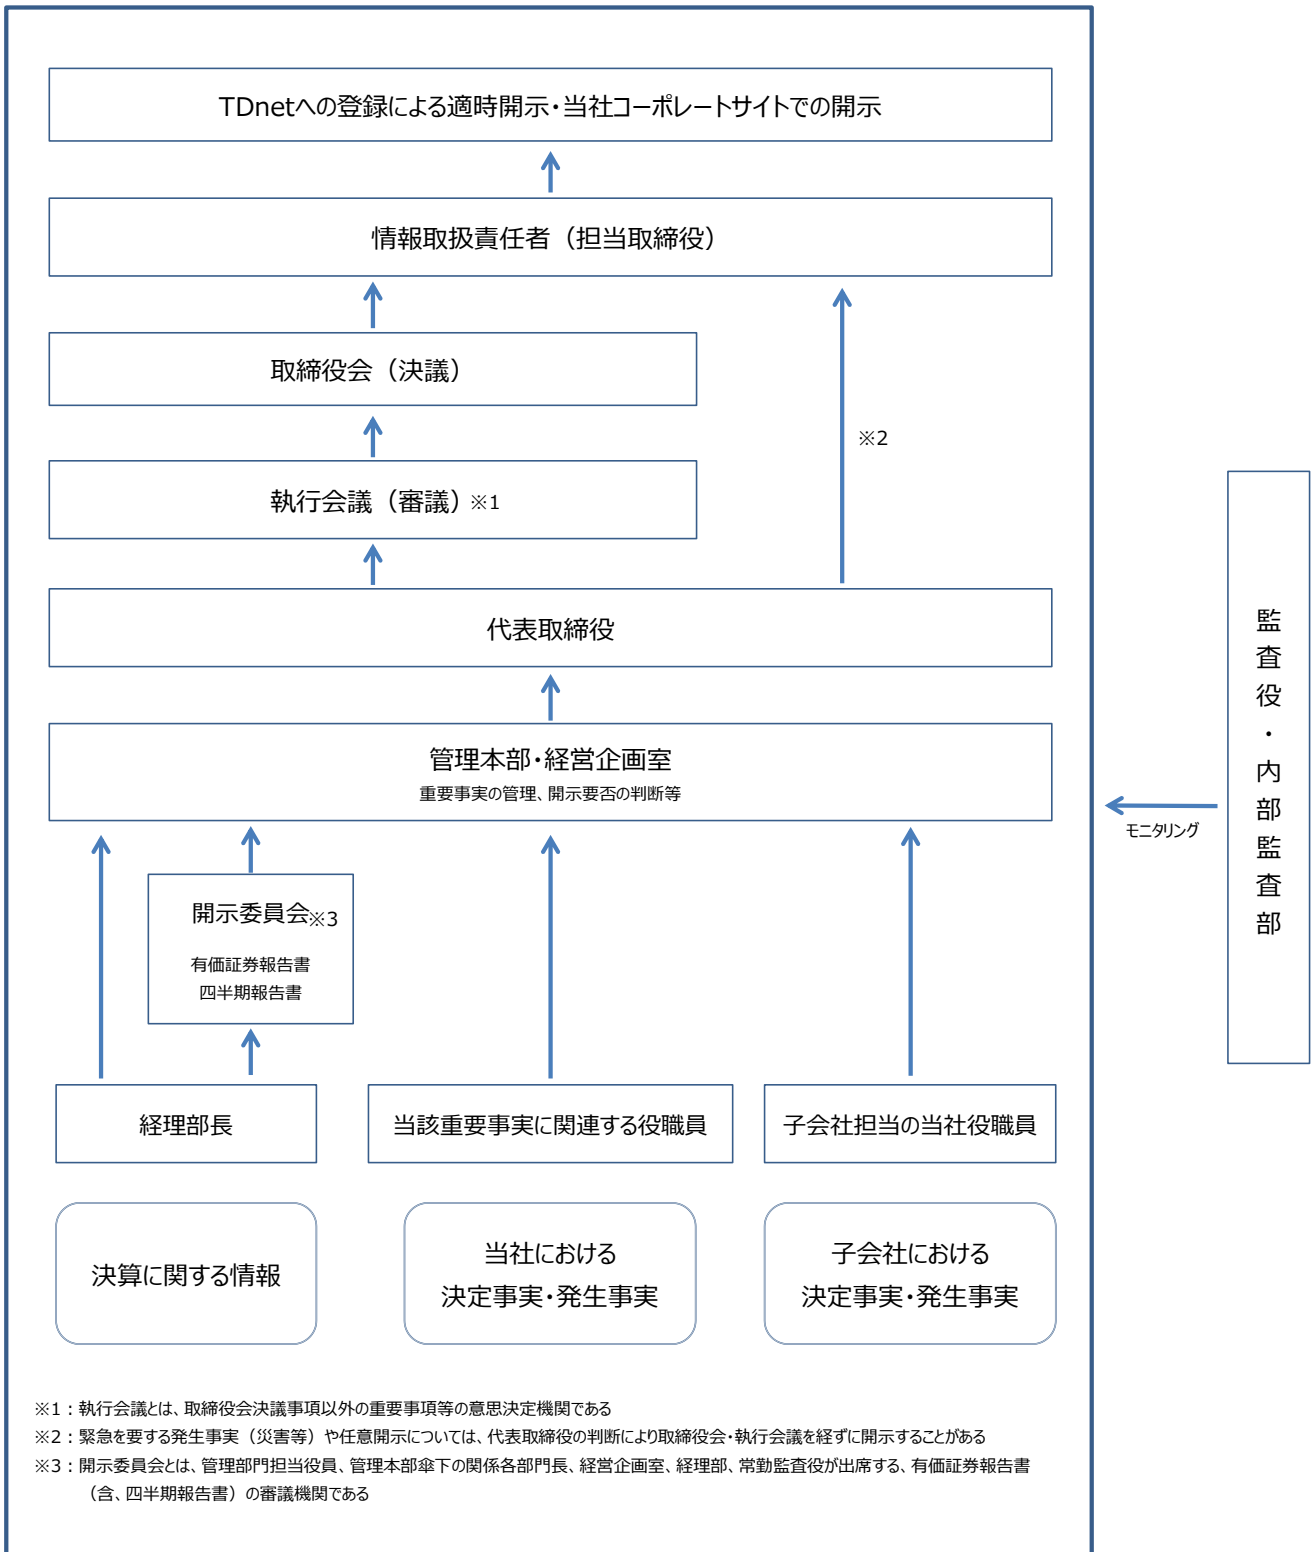 TDnetへの登録による適時開示・当社コーポレートサイトでの開示
情報取扱責任者（担当取締役）
取締役会（決議）
※2
執行会議（審議）※1
代表取締役
管理本部・経営企画室
重要事実の管理、開示要否の判断等
開示委員会※3
有価証券報告書
四半期報告書
経理部長
当該重要事実に関連する役職員
子会社担当の当社役職員
決算に関する情報
当社における
決定事実・発生事実
子会社における
決定事実・発生事実
モニタリング
監査役・内部監査部
※1：執行会議とは、取締役会決議事項以外の重要事項等の意思決定機関である
※2：緊急を要する発生事実（災害等）や任意開示については、代表取締役の判断により取締役会・執行会議を経ずに開示することがある
※3：開示委員会とは、管理部門担当役員、管理本部傘下の関係各部門長、経営企画室、経理部、常勤監査役が出席する、有価証券報告書
（含、四半期報告書）の審議機関である